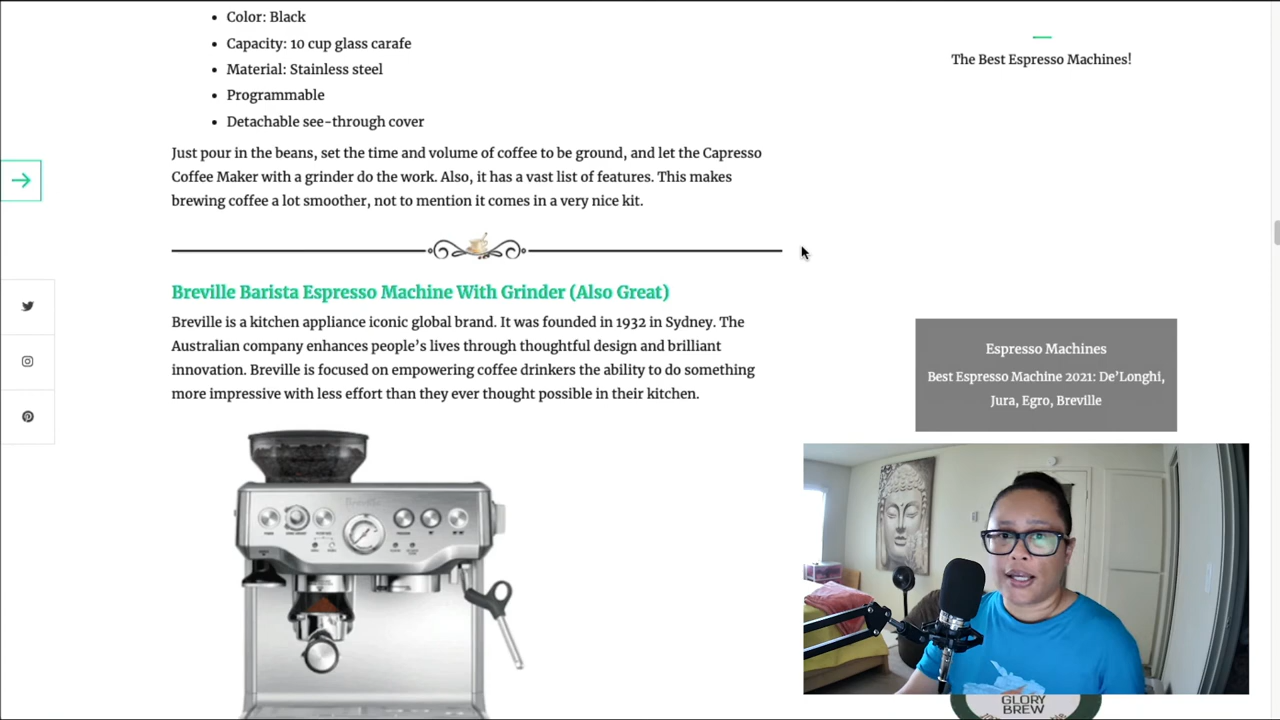 Color: Black
Capacity: 10 cup glass carafe
Material: Stainless steel
Programmable
Detachable see-through cover
Just pour in the beans, set the time and volume of coffee to be ground, and let the Capresso
Coffee Maker with a grinder do the work. Also, it has a vast list of features. This makes
brewing coffee a lot smoother, not to mention it comes in a very nice kit.
Breville Barista Espresso Machine With Grinder (Also Great)
Breville is a kitchen appliance iconic global brand. It was founded in 1932 in Sydney. The
Australian company enhances people’s lives through thoughtful design and brilliant
innovation. Breville is focused on empowering coffee drinkers the ability to do something
more impressive with less effort than they ever thought possible in their kitchen.
The Best Espresso Machines!
Espresso Machines
Best Espresso Machine 2021: De’Longhi,
Jura, Egro, Breville
GLORY
BREW